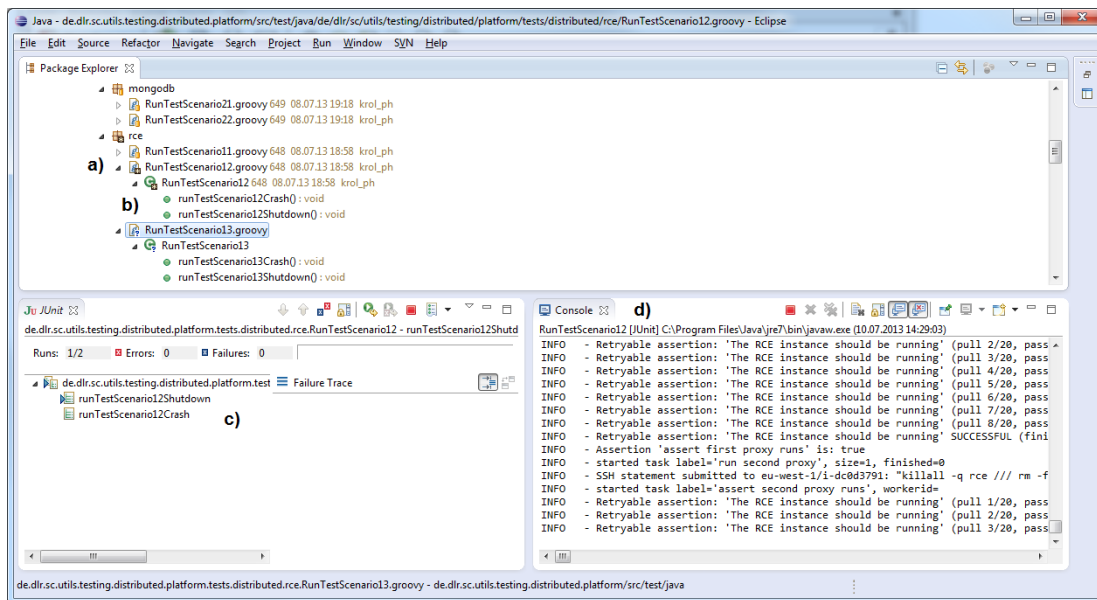 Java - de.dlr.sc.utils.testing.distributed.platform/src/test/java/de/dlr/sc/utils/testing/distributed/platform/tests/distributed/rce/RunTestScenario12.groovy - Eclipse
File Edit Source Refactor Navigate Search Project Run Window SVN Help
Package Explorer
mongodb
RunTestScenario21.groovy 649 08.07.13 19:18 krol_ph
RunTestScenario22.groovy 649 08.07.13 19:18 krol_ph
rce
RunTestScenario11.groovy 648 08.07.13 18:58 krol_ph
a) RunTestScenario12.groovy 648 08.07.13 18:58 krol_ph
RunTestScenario12 648 08.07.13 18:58 krol_ph
b) runTestScenario12Crash() : void
runTestScenario12Shutdown() : void
RunTestScenario13.groovy
RunTestScenario13
runTestScenario13Crash() : void
runTestScenario13Shutdown() : void
Ju JUnit
de.dlr.sc.utils.testing.distributed.platform.tests.distributed.rce.RunTestScenario12 - runTestScenario12Shutd
Runs: 1/2 Errors: 0 Failures: 0
de.dlr.sc.utils.testing.distributed.platform.test Failure Trace
runTestScenario12Shutdown
runTestScenario12Crash
c)
Console d)
RunTestScenario12 [JUnit] C:\Program Files\Java\jre7\bin\javaw.exe (10.07.2013 14:29:03)
INFO - Retryable assertion: 'The RCE instance should be running' (pull 2/20, pass
INFO - Retryable assertion: 'The RCE instance should be running' (pull 3/20, pass
INFO - Retryable assertion: 'The RCE instance should be running' (pull 4/20, pass
INFO - Retryable assertion: 'The RCE instance should be running' (pull 5/20, pass
INFO - Retryable assertion: 'The RCE instance should be running' (pull 6/20, pass
INFO - Retryable assertion: 'The RCE instance should be running' (pull 7/20, pass
INFO - Retryable assertion: 'The RCE instance should be running' (pull 8/20, pass
INFO - Retryable assertion: 'The RCE instance should be running' SUCCESSFUL (fini
INFO - Assertion 'assert first proxy runs' is: true
INFO - started task label='run second proxy', size=1, finished=0
INFO - SSH statement submitted to eu-west-1/i-dc0d3791: "killall -q rce /// rm -f
INFO - started task label='assert second proxy runs', workerid=
INFO - Retryable assertion: 'The RCE instance should be running' (pull 1/20, pass
INFO - Retryable assertion: 'The RCE instance should be running' (pull 2/20, pass
INFO - Retryable assertion: 'The RCE instance should be running' (pull 3/20, pass
de.dlr.sc.utils.testing.distributed.platform.tests.distributed.rce.RunTestScenario13.groovy - de.dlr.sc.utils.testing.distributed.platform/src/test/java